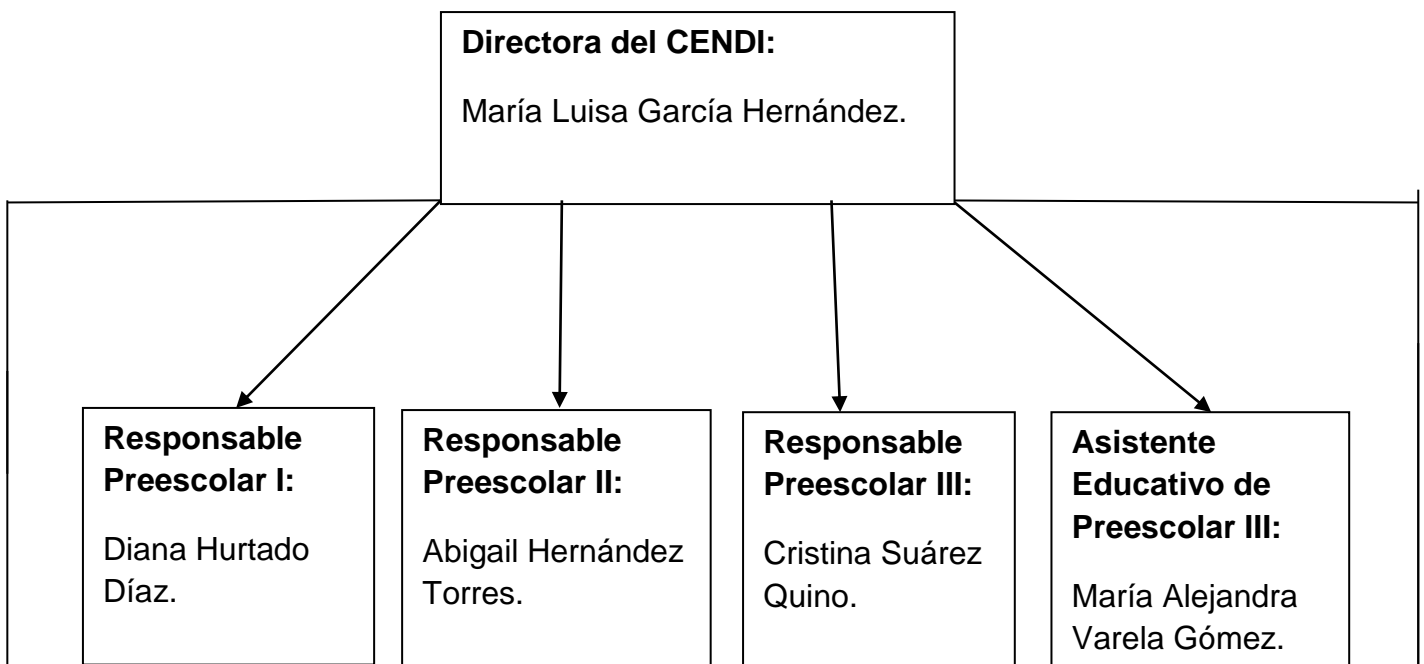 Directora del CENDI:
María Luisa García Hernández.
Responsable
Preescolar I:
Diana Hurtado
Díaz.
Responsable
Preescolar II:
Abigail Hernández
Torres.
Responsable
Preescolar III:
Cristina Suárez
Quino.
Asistente
Educativo de
Preescolar III:
María Alejandra
Varela Gómez.